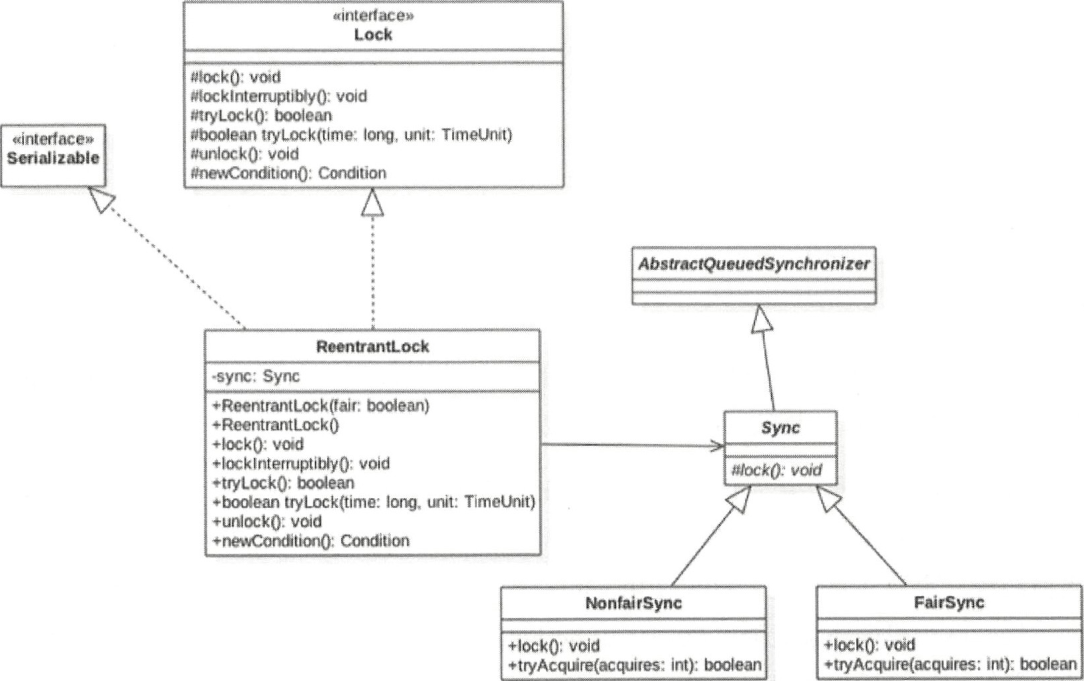 «interface»
Lock
#lock(): void
#lockInterruptibly(): void
#tryLock(): boolean
#boolean tryLock(time: long, unit: TimeUnit)
#unlock(): void
#newCondition(): Condition
«interface»
Serializable
AbstractQueuedSynchronizer
ReentrantLock
-sync: Sync
+ReentrantLock(fair: boolean)
+ReentrantLock()
+lock(): void
+lockInterruptibly(): void
+tryLock(): boolean
+boolean tryLock(time: long, unit: TimeUnit)
+unlock(): void
+newCondition(): Condition
Sync
#lock(): void
NonfairSync
+lock(): void
+tryAcquire(acquires: int): boolean
FairSync
+lock(): void
+tryAcquire(acquires: int): boolean